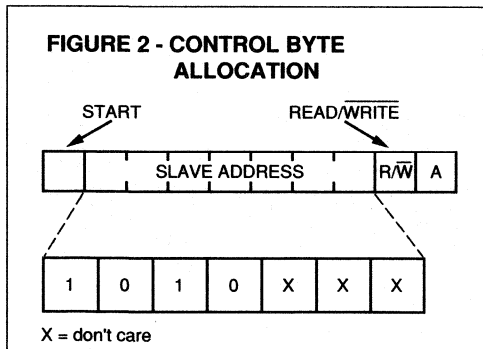 FIGURE 2 - CONTROL BYTE
ALLOCATION
START
READ/WRITE
SLAVE ADDRESS
R/W
A
1 0 1 0 X X X
X = don't care